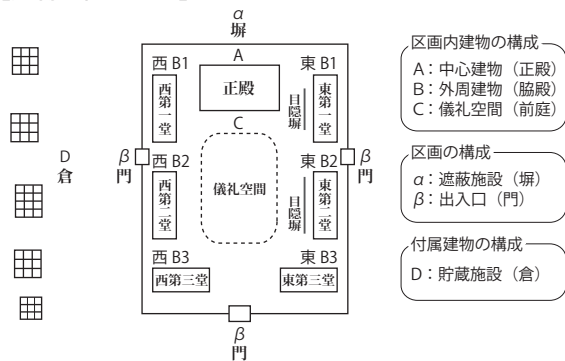 α
塀
西 B1
A
東 B1
西第一堂
正殿
目隠塀
東第一堂
C
D
倉
β
門
西 B2
東 B2
β
門
西第二堂
儀礼空間
目隠塀
東第二堂
西 B3
東 B3
西第三堂
東第三堂
β
門
区画内建物の構成
A：中心建物（正殿）
B：外周建物（脇殿）
C：儀礼空間（前庭）
区画の構成
α：遮蔽施設（塀）
β：出入口（門）
付属建物の構成
D：貯蔵施設（倉）